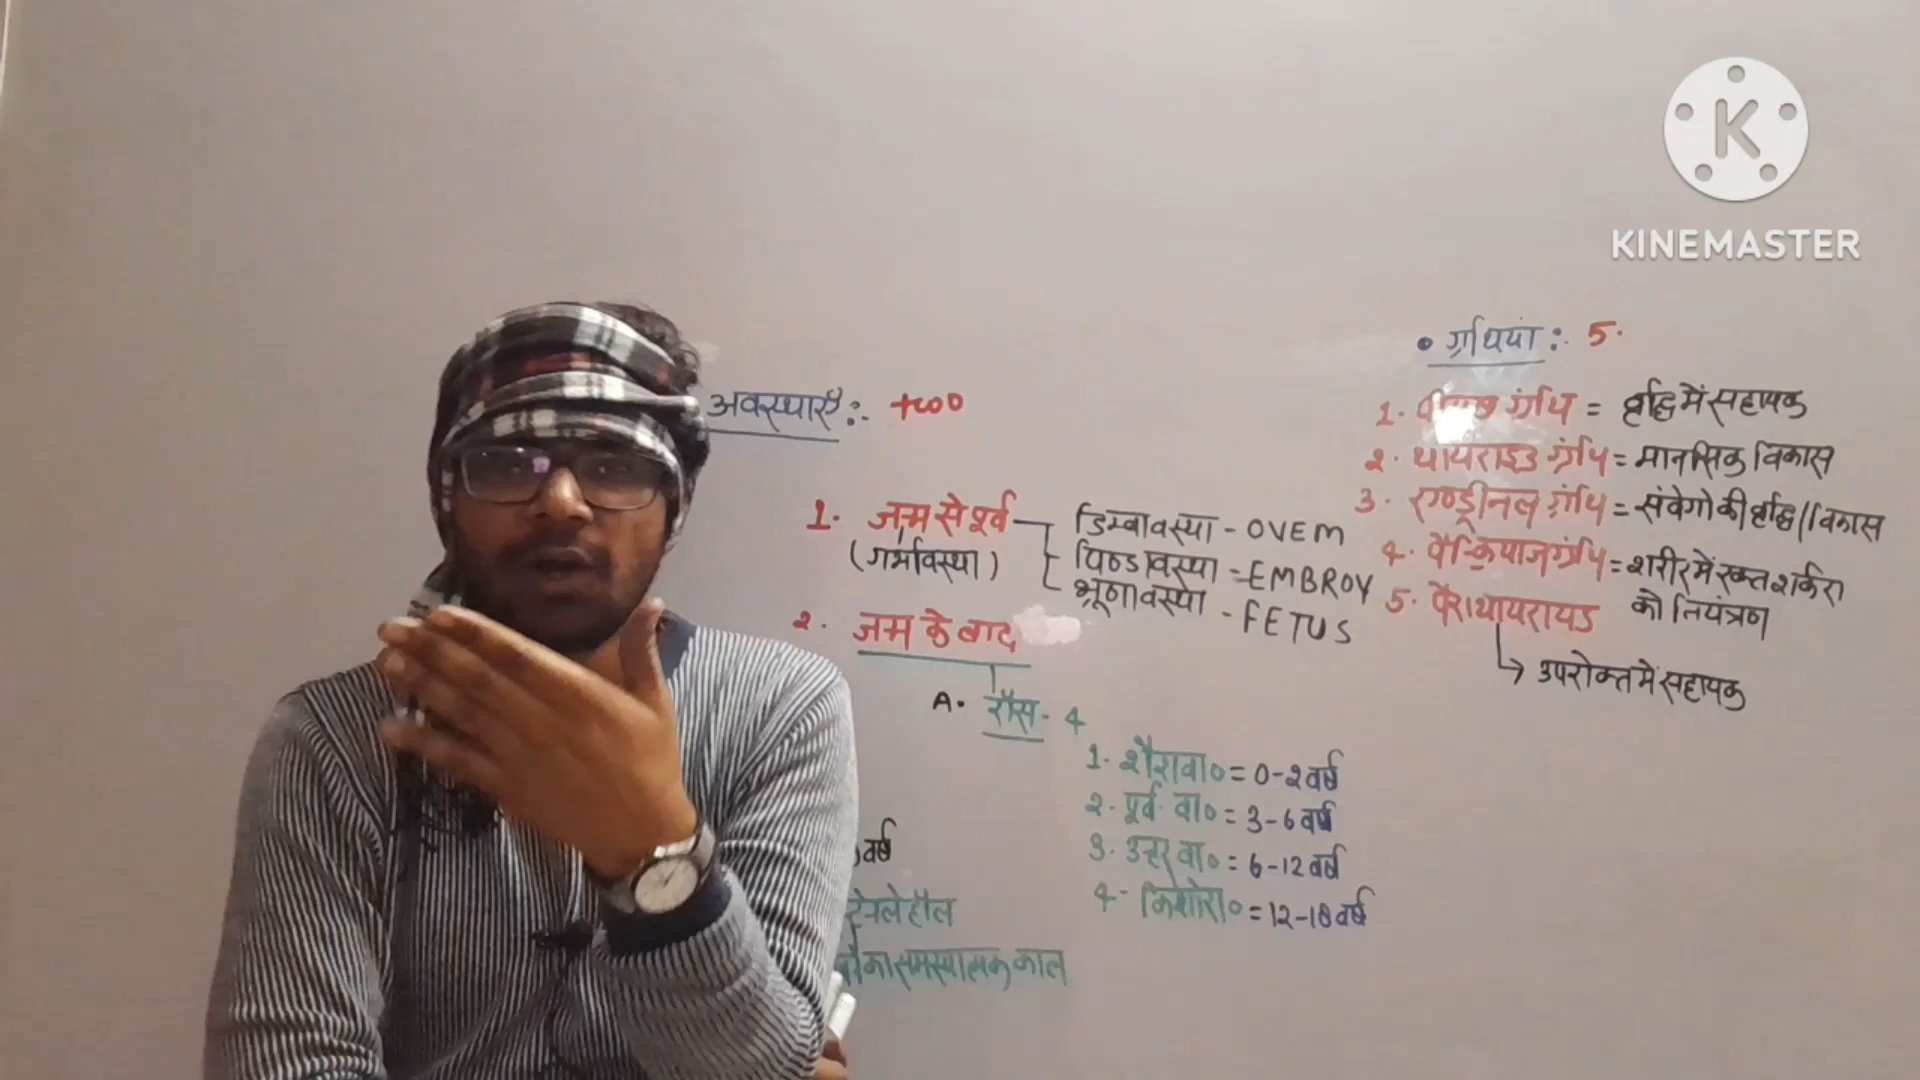 K
KINEMASTER
अवस्थाएँ :- two
1. जन्म से पूर्व
(गर्भावस्था)
डिम्बावस्था - OVEM
पिण्डावस्था = EMBROY
भ्रूणावस्था - FETUS
2. जन्म के बाद
A. रॉस - 4
1. शैशवा० = 0-2 वर्ष
2. पूर्व वा० = 3-6 वर्ष
3. उत्तर वा० = 6-12 वर्ष
4- किशोरा० = 12-18 वर्ष
वर्ष
स्टेनले हॉल
का समस्यात्मक काल
• ग्रंथियां :- 5.
1. ग्रंथि = वृद्धि में सहायक
2. थायराइड ग्रंथि = मानसिक विकास
3. एण्ड्रीनल ग्रंथि = संवेगो की वृद्धि / विकास
4. पैन्क्रियाज ग्रंथि = शरीर में रक्त शर्करा
को नियंत्रण
5. पैराथायरायड
↳ उपरोक्त में सहायक